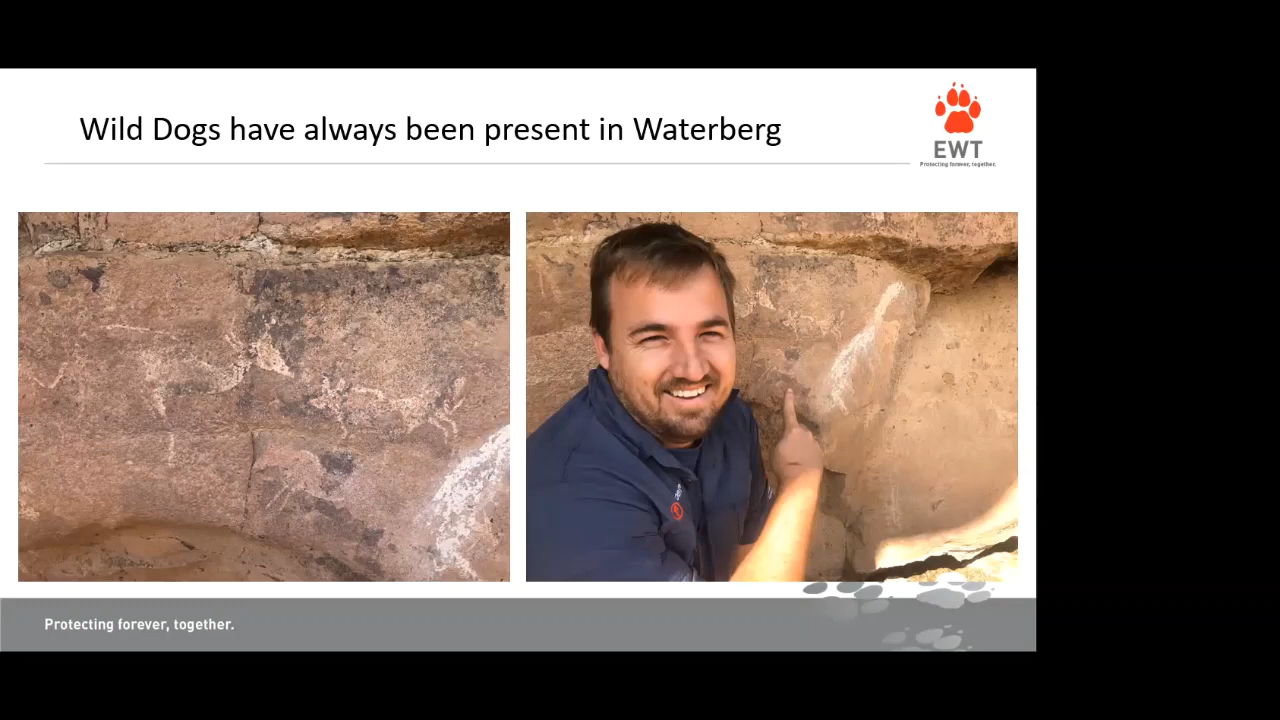 Wild Dogs have always been present in Waterberg
EWT
Protecting forever, together.
Protecting forever, together.